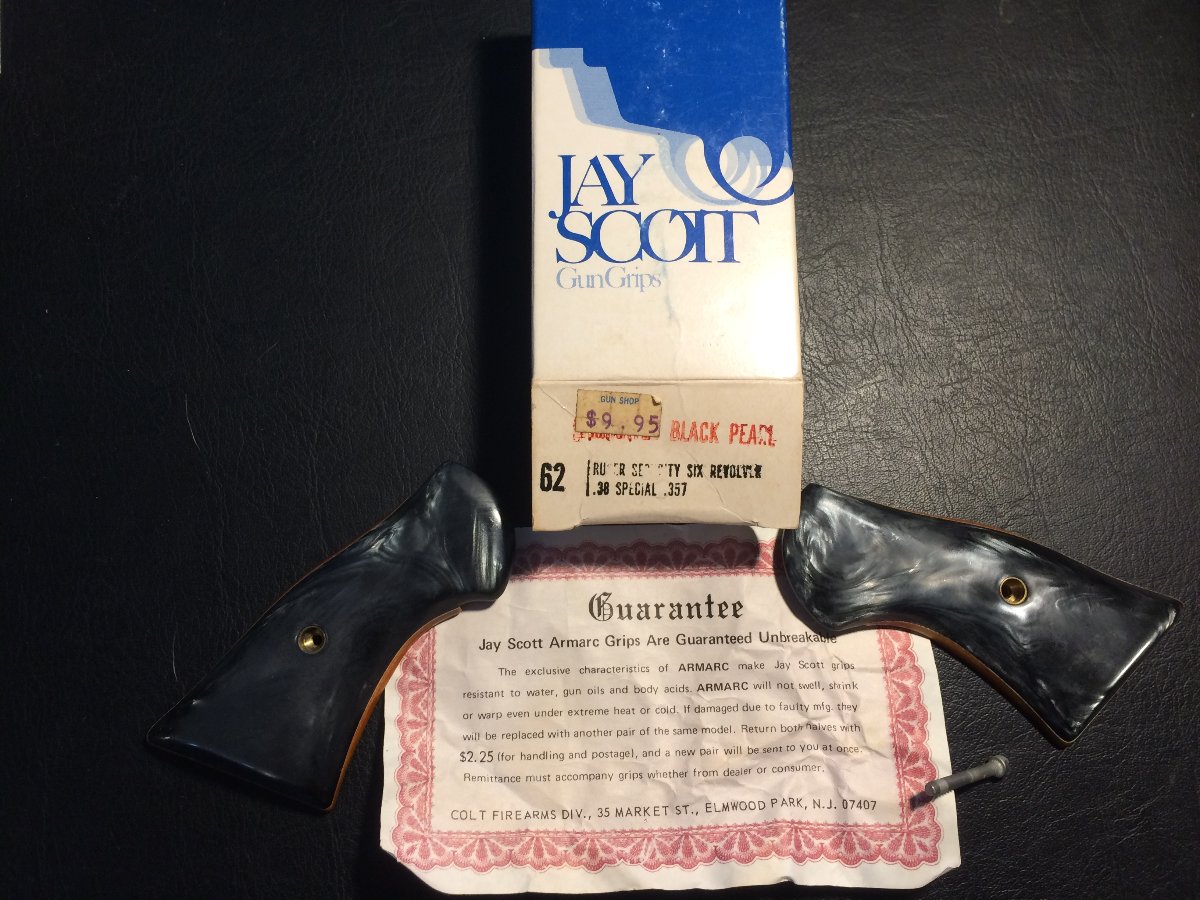 JAY
SCOTT
GunGrips
GUN SHOP
$9.95
BLACK PEARL
62
SIX REVOLVER
.38 SPECIAL .357
Guarantee
Jay Scott Armarc Grips Are Guaranteed Unbreakable
The exclusive characteristics of ARMARC make Jay Scott grips
resistant to water, gun oils and body acids. ARMARC will not swell, shrink
or warp even under extreme heat or cold. If damaged due to faulty mfg. they
will be replaced with another pair of the same model. Return both halves with
$2.25 (for handling and postage), and a new pair will be sent to you at once.
Remittance must accompany grips whether from dealer or consumer.
COLT FIREARMS DIV., 35 MARKET ST., ELMWOOD PARK, N.J. 07407